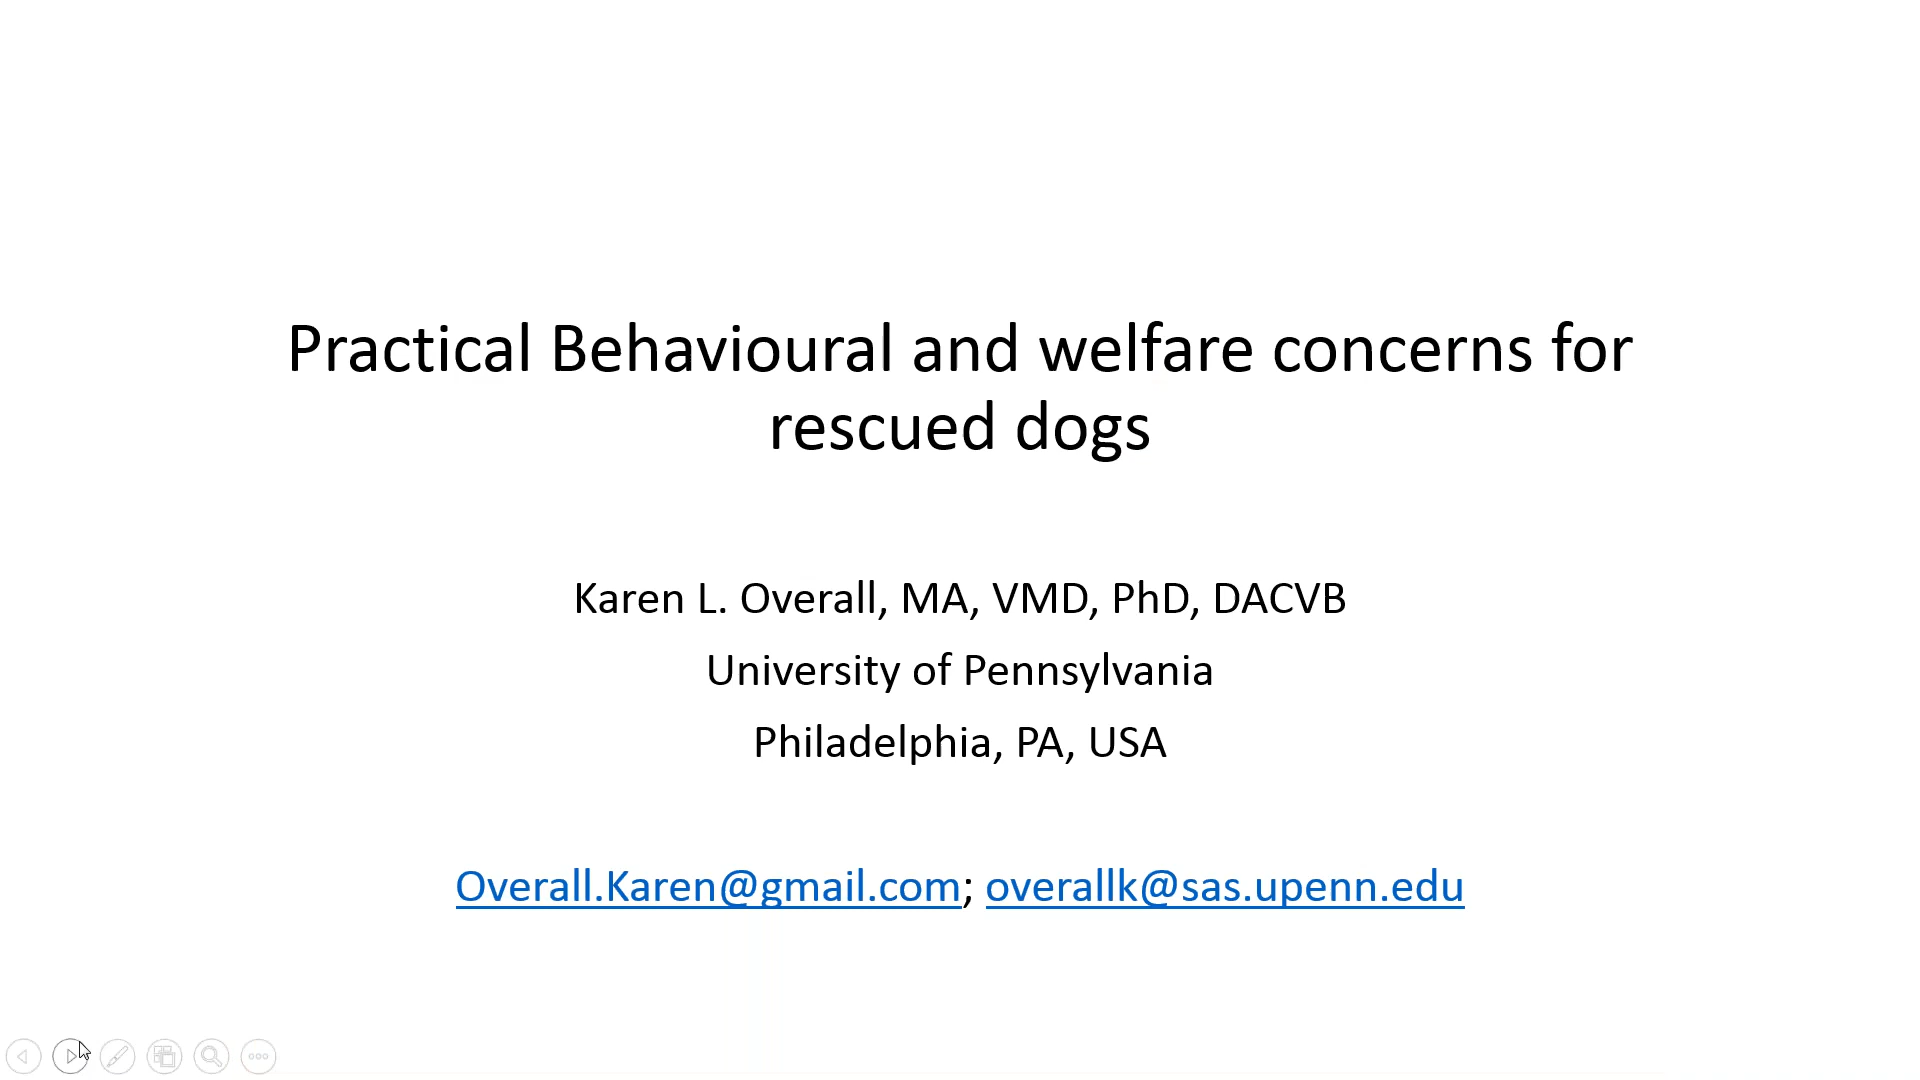 Practical Behavioural and welfare concerns for
rescued dogs
Karen L. Overall, MA, VMD, PhD, DACVB
University of Pennsylvania
Philadelphia, PA, USA
Overall.Karen@gmail.com; overallk@sas.upenn.edu